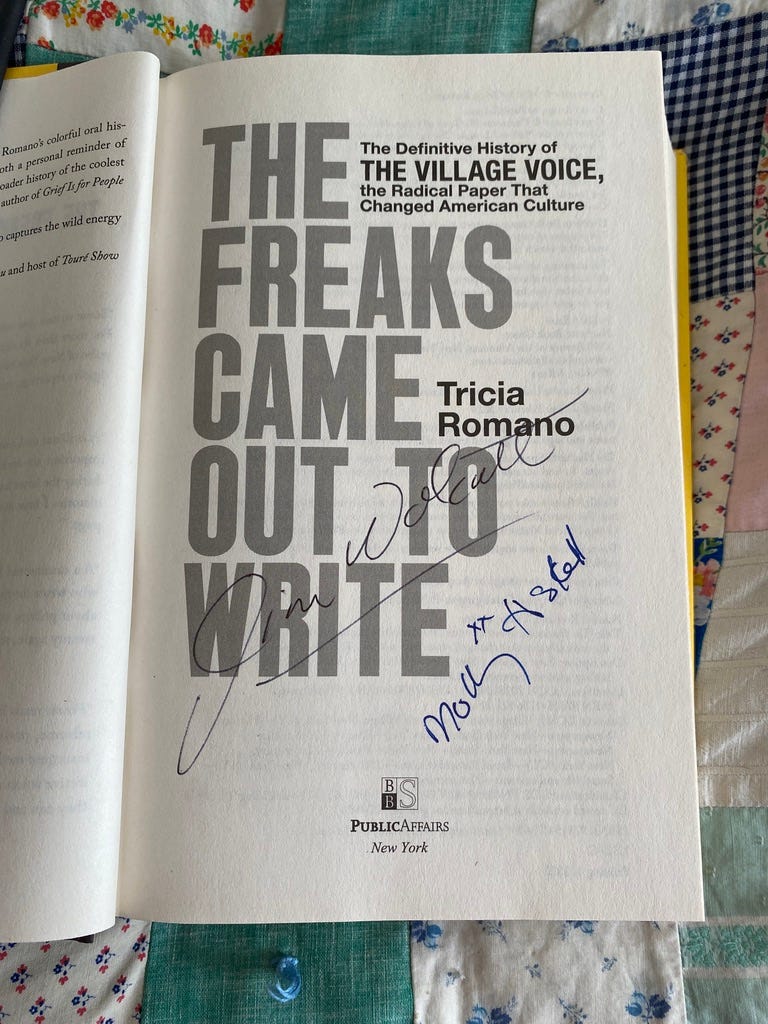 Romano's colorful oral his-
oth a personal reminder of
oader history of the coolest
author of Grief Is for People
o captures the wild energy
u and host of Touré Show
THE
FREAKS
CAME
OUT TO
WRITE
The Definitive History of
THE VILLAGE VOICE,
the Radical Paper That
Changed American Culture
Tricia
Romano
Jim Wolcott
Molly Haskell
xx
B
B S
PUBLICAFFAIRS
New York